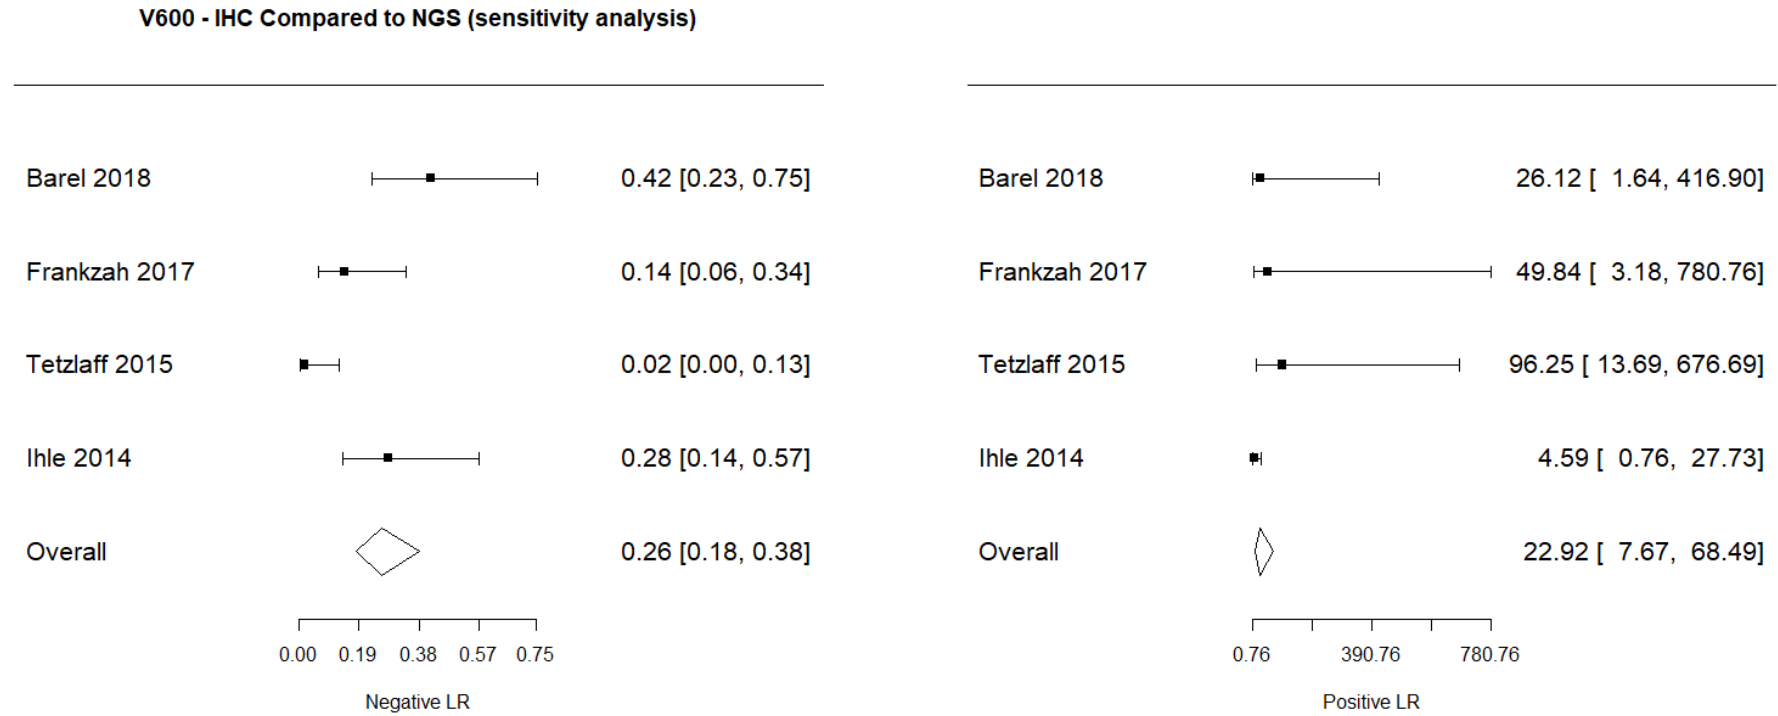 V600 - IHC Compared to NGS (sensitivity analysis)
Barel 2018 0.42 [0.23, 0.75]
Frankzah 2017 0.14 [0.06, 0.34]
Tetzlaff 2015 0.02 [0.00, 0.13]
Ihle 2014 0.28 [0.14, 0.57]
Overall 0.26 [0.18, 0.38]
0.00 0.19 0.38 0.57 0.75
Negative LR
Barel 2018 26.12 [ 1.64, 416.90]
Frankzah 2017 49.84 [ 3.18, 780.76]
Tetzlaff 2015 96.25 [ 13.69, 676.69]
Ihle 2014 4.59 [ 0.76, 27.73]
Overall 22.92 [ 7.67, 68.49]
0.76 390.76 780.76
Positive LR